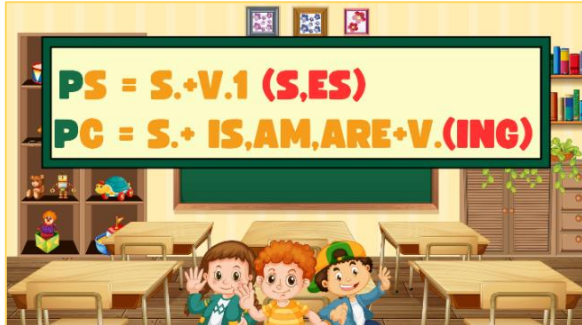 PS = S.+V.1 (S,ES)
PC = S.+ IS,AM,ARE+V.(ING)